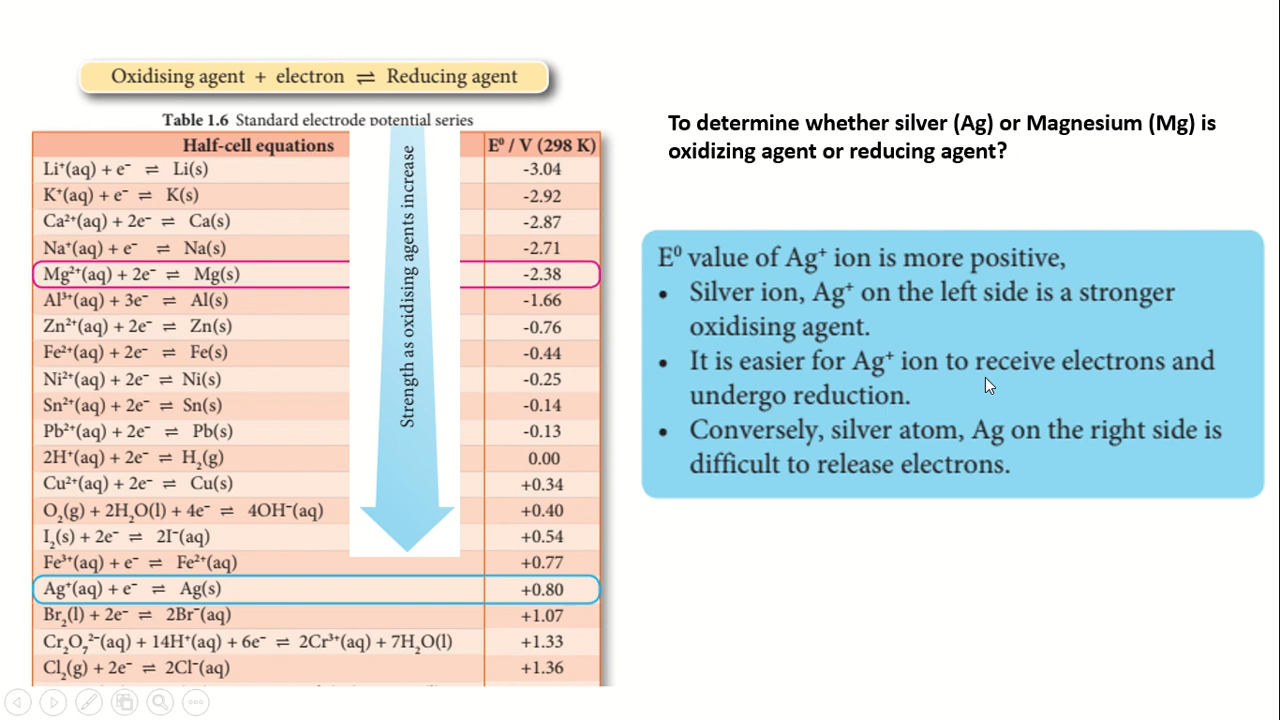 Oxidising agent + electron ⇌ Reducing agent
Table 1.6 Standard electrode potential series
Half-cell equations E⁰ / V (298 K)
Li⁺(aq) + e⁻ ⇌ Li(s) -3.04
K⁺(aq) + e⁻ ⇌ K(s) -2.92
Ca²⁺(aq) + 2e⁻ ⇌ Ca(s) -2.87
Na⁺(aq) + e⁻ ⇌ Na(s) -2.71
Mg²⁺(aq) + 2e⁻ ⇌ Mg(s) -2.38
Al³⁺(aq) + 3e⁻ ⇌ Al(s) -1.66
Zn²⁺(aq) + 2e⁻ ⇌ Zn(s) -0.76
Fe²⁺(aq) + 2e⁻ ⇌ Fe(s) -0.44
Ni²⁺(aq) + 2e⁻ ⇌ Ni(s) -0.25
Sn²⁺(aq) + 2e⁻ ⇌ Sn(s) -0.14
Pb²⁺(aq) + 2e⁻ ⇌ Pb(s) -0.13
2H⁺(aq) + 2e⁻ ⇌ H₂(g) 0.00
Cu²⁺(aq) + 2e⁻ ⇌ Cu(s) +0.34
O₂(g) + 2H₂O(l) + 4e⁻ ⇌ 4OH⁻(aq) +0.40
I₂(s) + 2e⁻ ⇌ 2I⁻(aq) +0.54
Fe³⁺(aq) + e⁻ ⇌ Fe²⁺(aq) +0.77
Ag⁺(aq) + e⁻ ⇌ Ag(s) +0.80
Br₂(l) + 2e⁻ ⇌ 2Br⁻(aq) +1.07
Cr₂O₇²⁻(aq) + 14H⁺(aq) + 6e⁻ ⇌ 2Cr³⁺(aq) + 7H₂O(l) +1.33
Cl₂(g) + 2e⁻ ⇌ 2Cl⁻(aq) +1.36
Strength as oxidising agents increase
To determine whether silver (Ag) or Magnesium (Mg) is
oxidizing agent or reducing agent?
E⁰ value of Ag⁺ ion is more positive,
• Silver ion, Ag⁺ on the left side is a stronger
oxidising agent.
• It is easier for Ag⁺ ion to receive electrons and
undergo reduction.
• Conversely, silver atom, Ag on the right side is
difficult to release electrons.